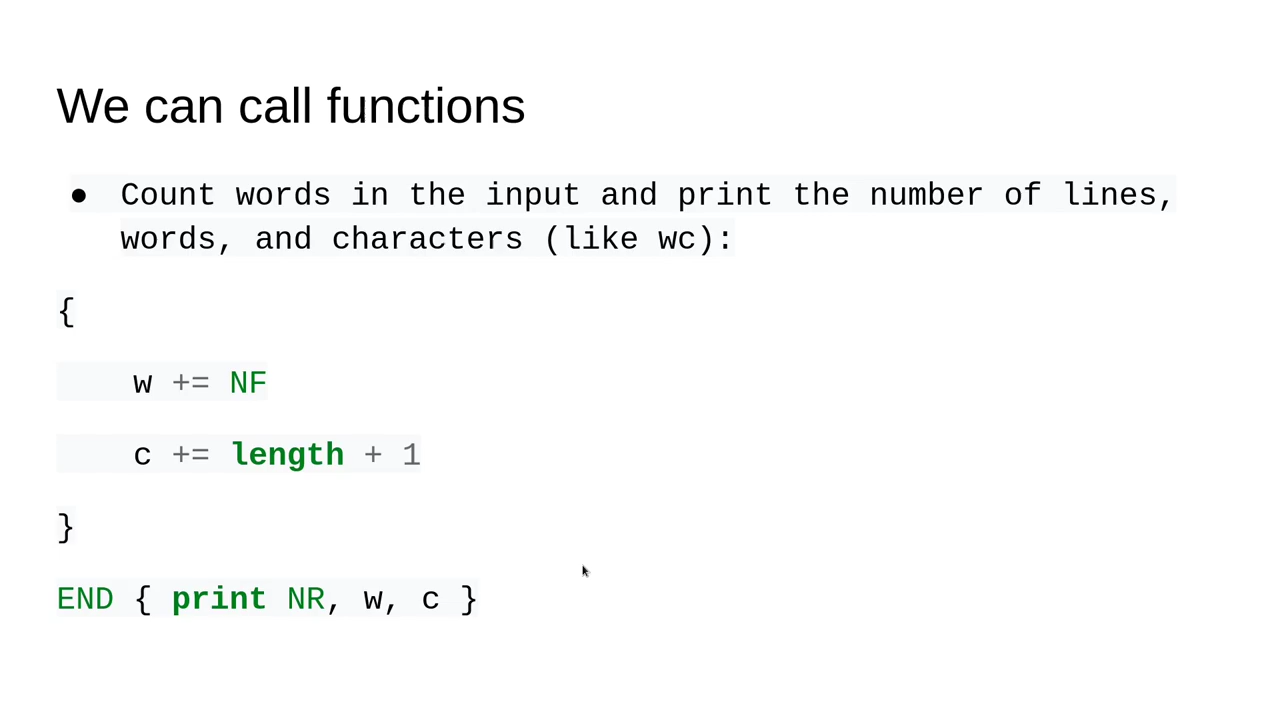 We can call functions
● Count words in the input and print the number of lines,
words, and characters (like wc):
{
    w += NF
    c += length + 1
}
END { print NR, w, c }